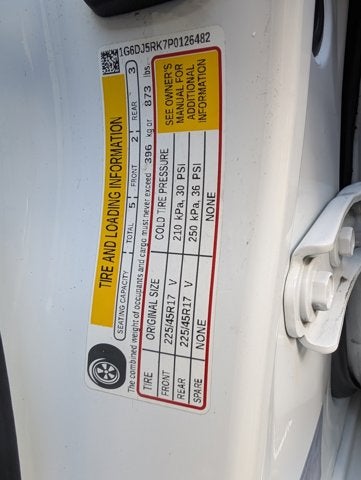 1G6DJ5RK7P0126482
TIRE AND LOADING INFORMATION
SEATING CAPACITY | TOTAL 5 | FRONT 2 | REAR 3
The combined weight of occupants and cargo must never exceed 396 kg or 873 lbs.
TIRE ORIGINAL SIZE COLD TIRE PRESSURE
FRONT 225/45R17 V 210 kPa, 30 PSI
REAR 225/45R17 V 250 kPa, 36 PSI
SPARE NONE NONE
SEE OWNER'S
MANUAL FOR
ADDITIONAL
INFORMATION